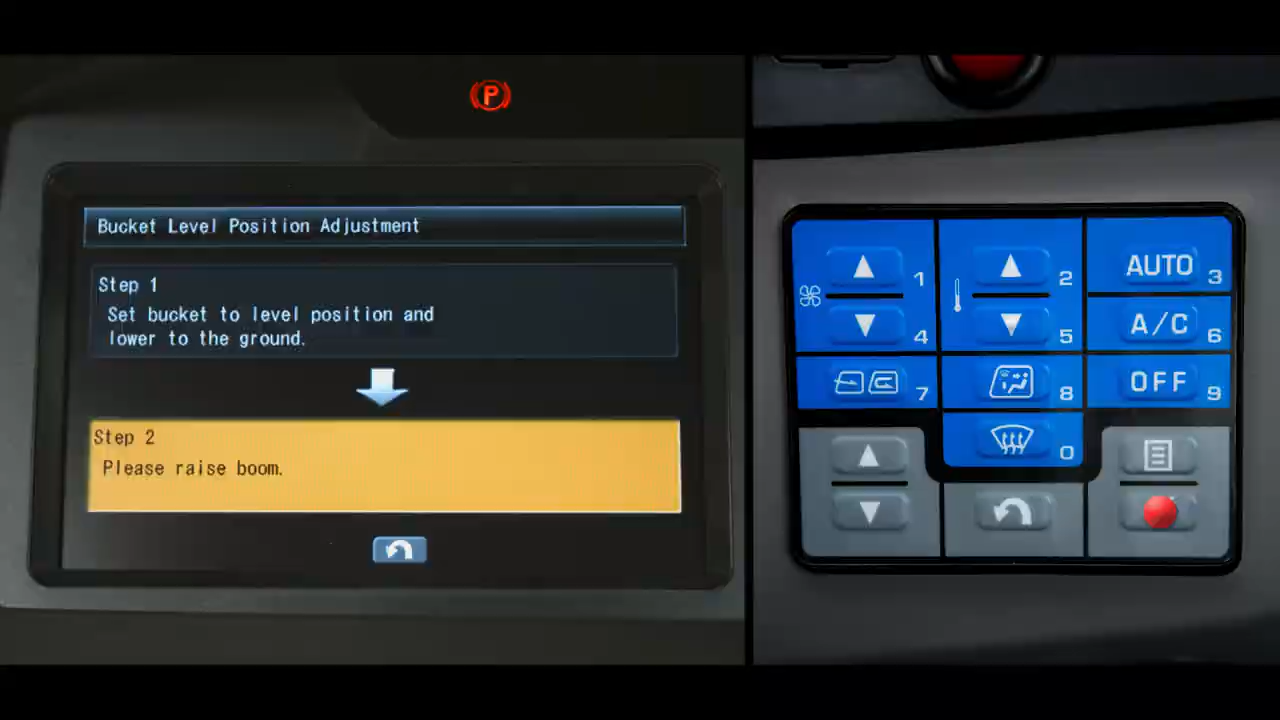 P
Bucket Level Position Adjustment
Step 1
Set bucket to level position and
lower to the ground.
Step 2
Please raise boom.
1
2
AUTO 3
4
5
A/C 6
7
8
OFF 9
0